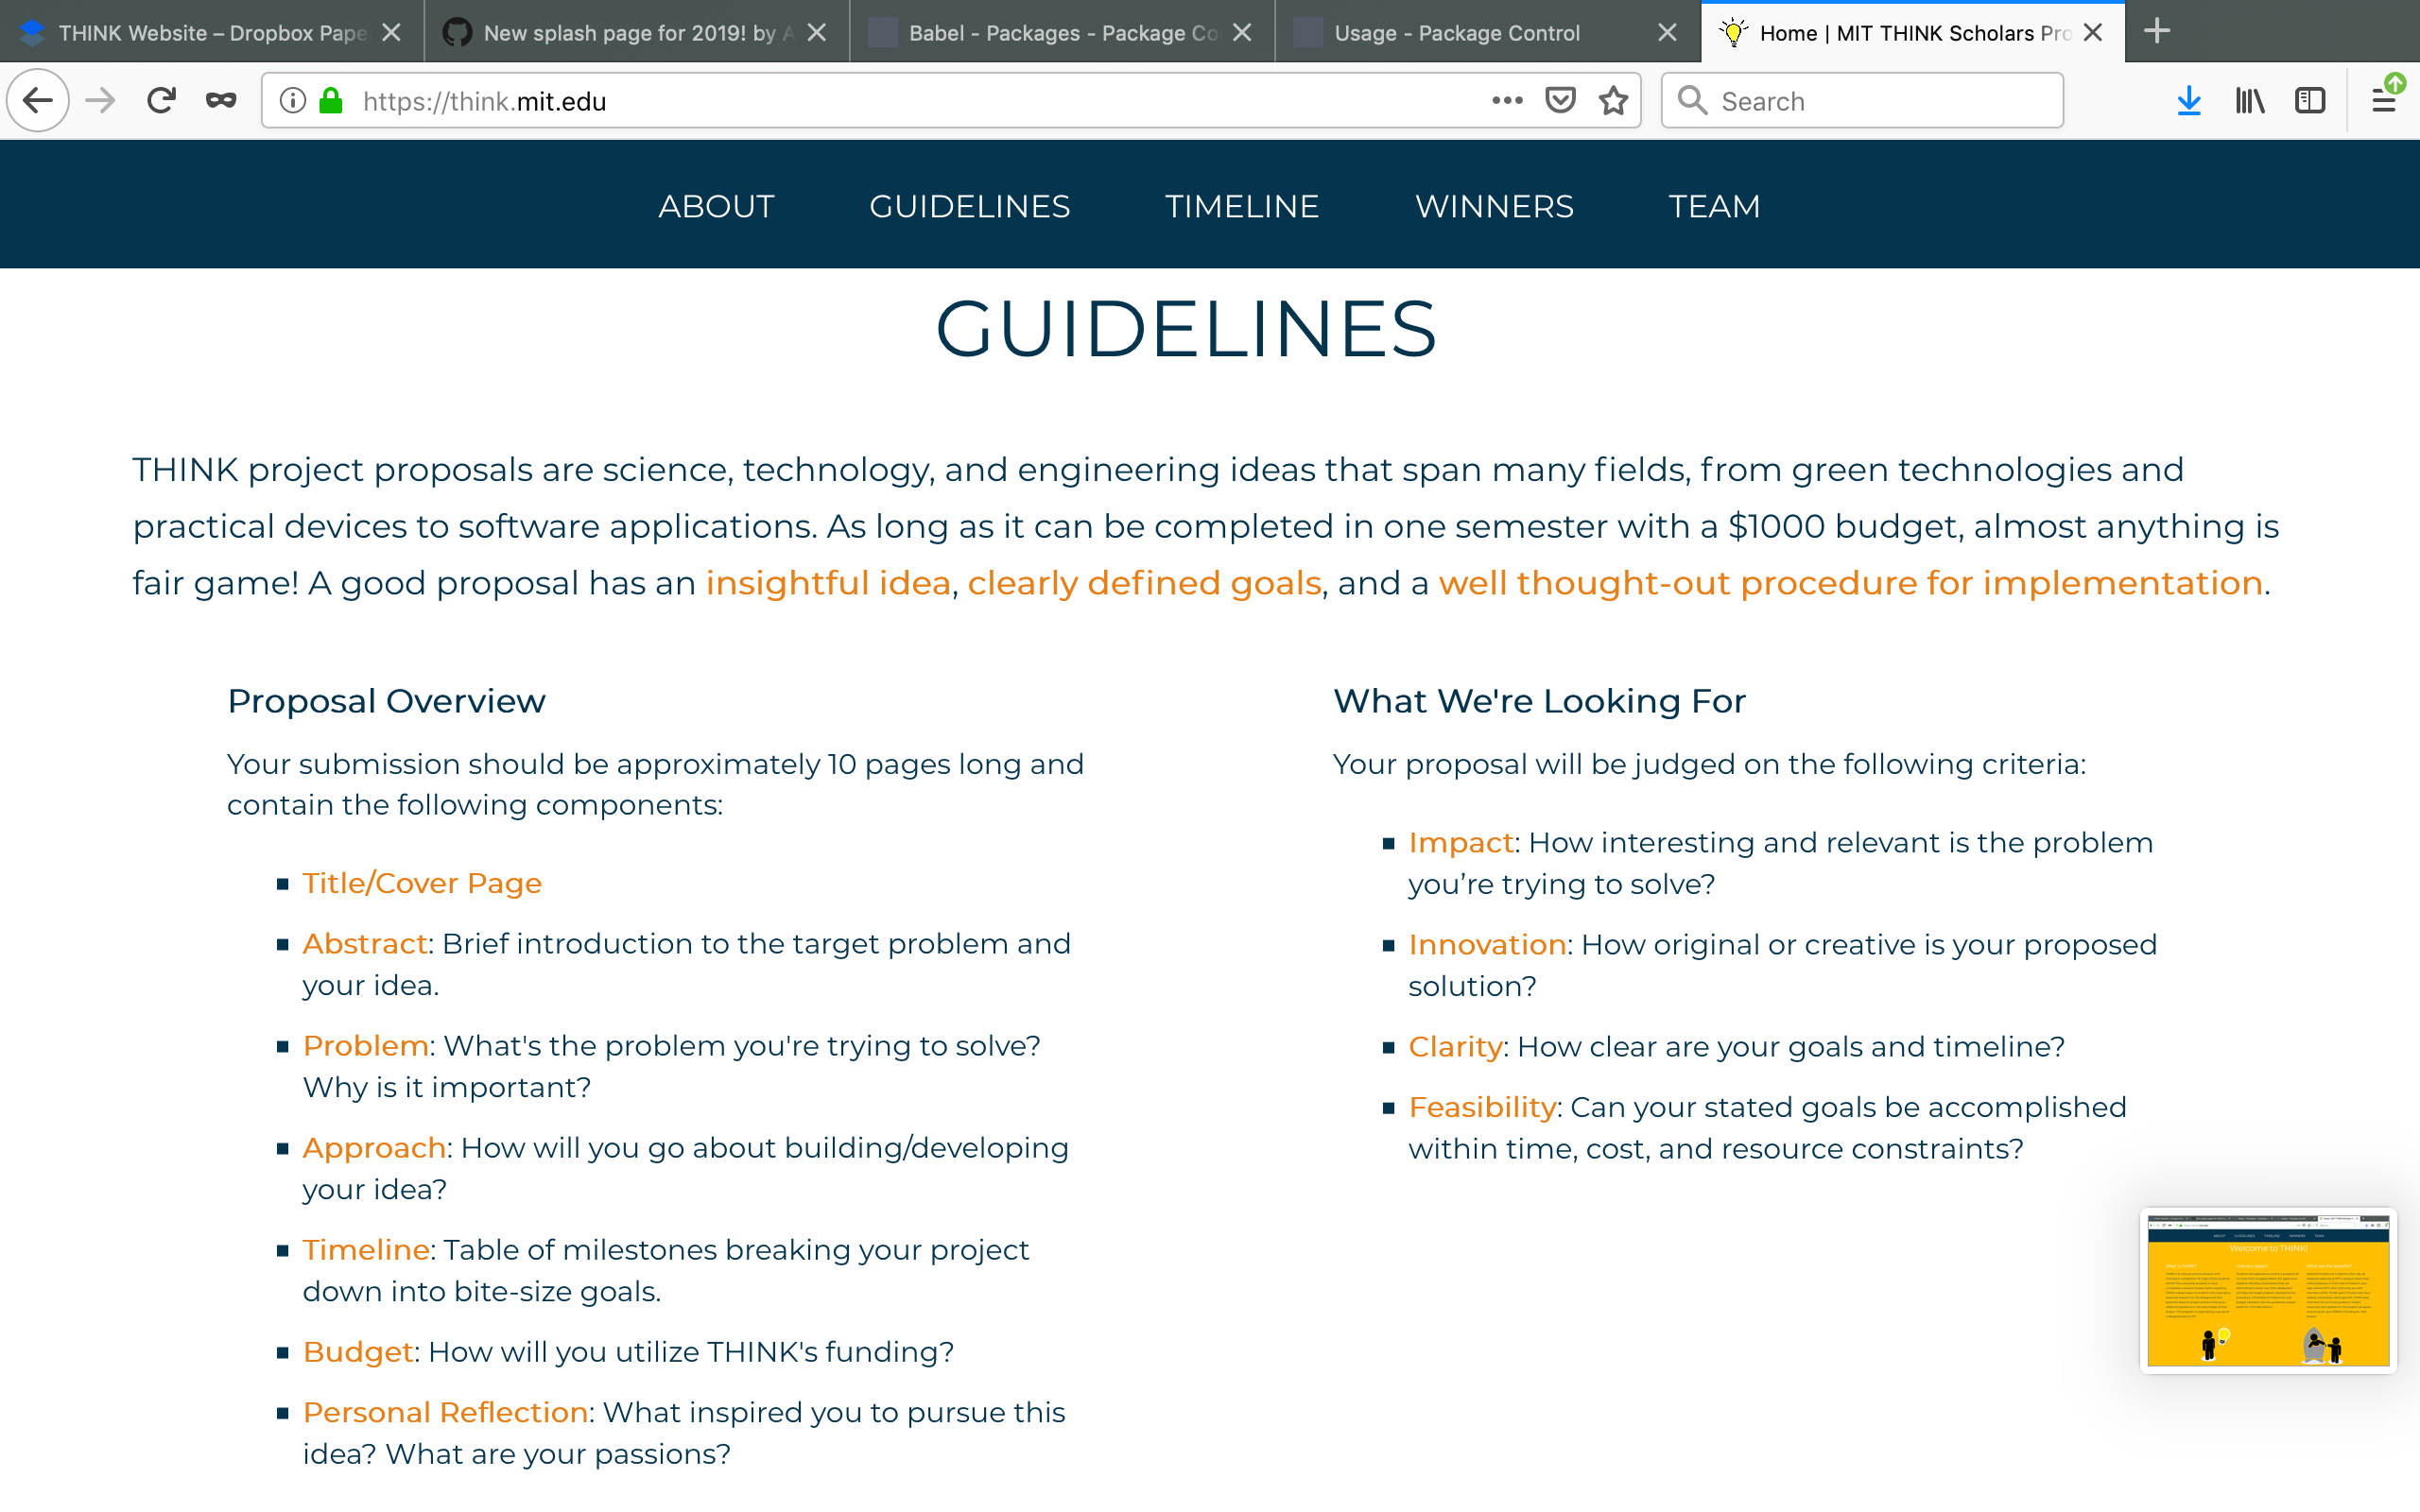 THINK Website – Dropbox Pape
New splash page for 2019! by A
Babel - Packages - Package Co
Usage - Package Control
Home | MIT THINK Scholars Pro
https://think.mit.edu
Search
ABOUT
GUIDELINES
TIMELINE
WINNERS
TEAM
GUIDELINES
THINK project proposals are science, technology, and engineering ideas that span many fields, from green technologies and
practical devices to software applications. As long as it can be completed in one semester with a $1000 budget, almost anything is
fair game! A good proposal has an insightful idea, clearly defined goals, and a well thought-out procedure for implementation.
Proposal Overview
Your submission should be approximately 10 pages long and
contain the following components:
Title/Cover Page
Abstract: Brief introduction to the target problem and
your idea.
Problem: What's the problem you're trying to solve?
Why is it important?
Approach: How will you go about building/developing
your idea?
Timeline: Table of milestones breaking your project
down into bite-size goals.
Budget: How will you utilize THINK's funding?
Personal Reflection: What inspired you to pursue this
idea? What are your passions?
What We're Looking For
Your proposal will be judged on the following criteria:
Impact: How interesting and relevant is the problem
you’re trying to solve?
Innovation: How original or creative is your proposed
solution?
Clarity: How clear are your goals and timeline?
Feasibility: Can your stated goals be accomplished
within time, cost, and resource constraints?
ABOUT GUIDELINES TIMELINE WINNERS TEAM
Welcome to THINK!